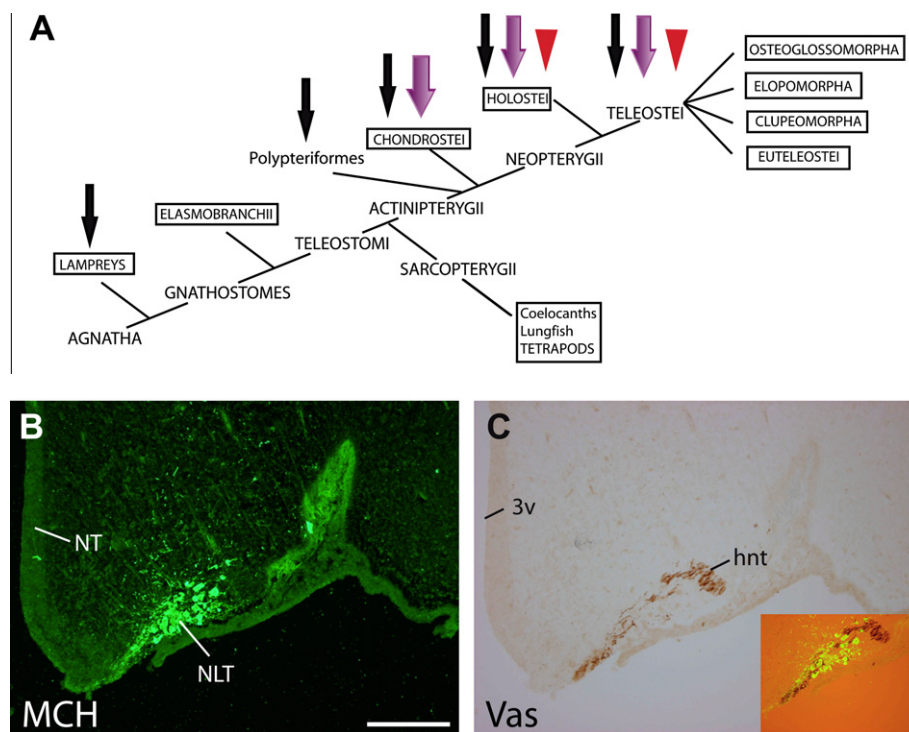 A
OSTEOGLOSSOMORPHA
ELOPOMORPHA
HOLOSTEI
TELEOSTEI
CLUPEOMORPHA
CHONDROSTEI
EUTELEOSTEI
Polypteriformes
NEOPTERYGII
ACTINIPTERYGII
ELASMOBRANCHII
TELEOSTOMI
LAMPREYS
SARCOPTERYGII
GNATHOSTOMES
Coelocanths
Lungfish
TETRAPODS
AGNATHA
B
NT
NLT
MCH
C
3v
hnt
Vas